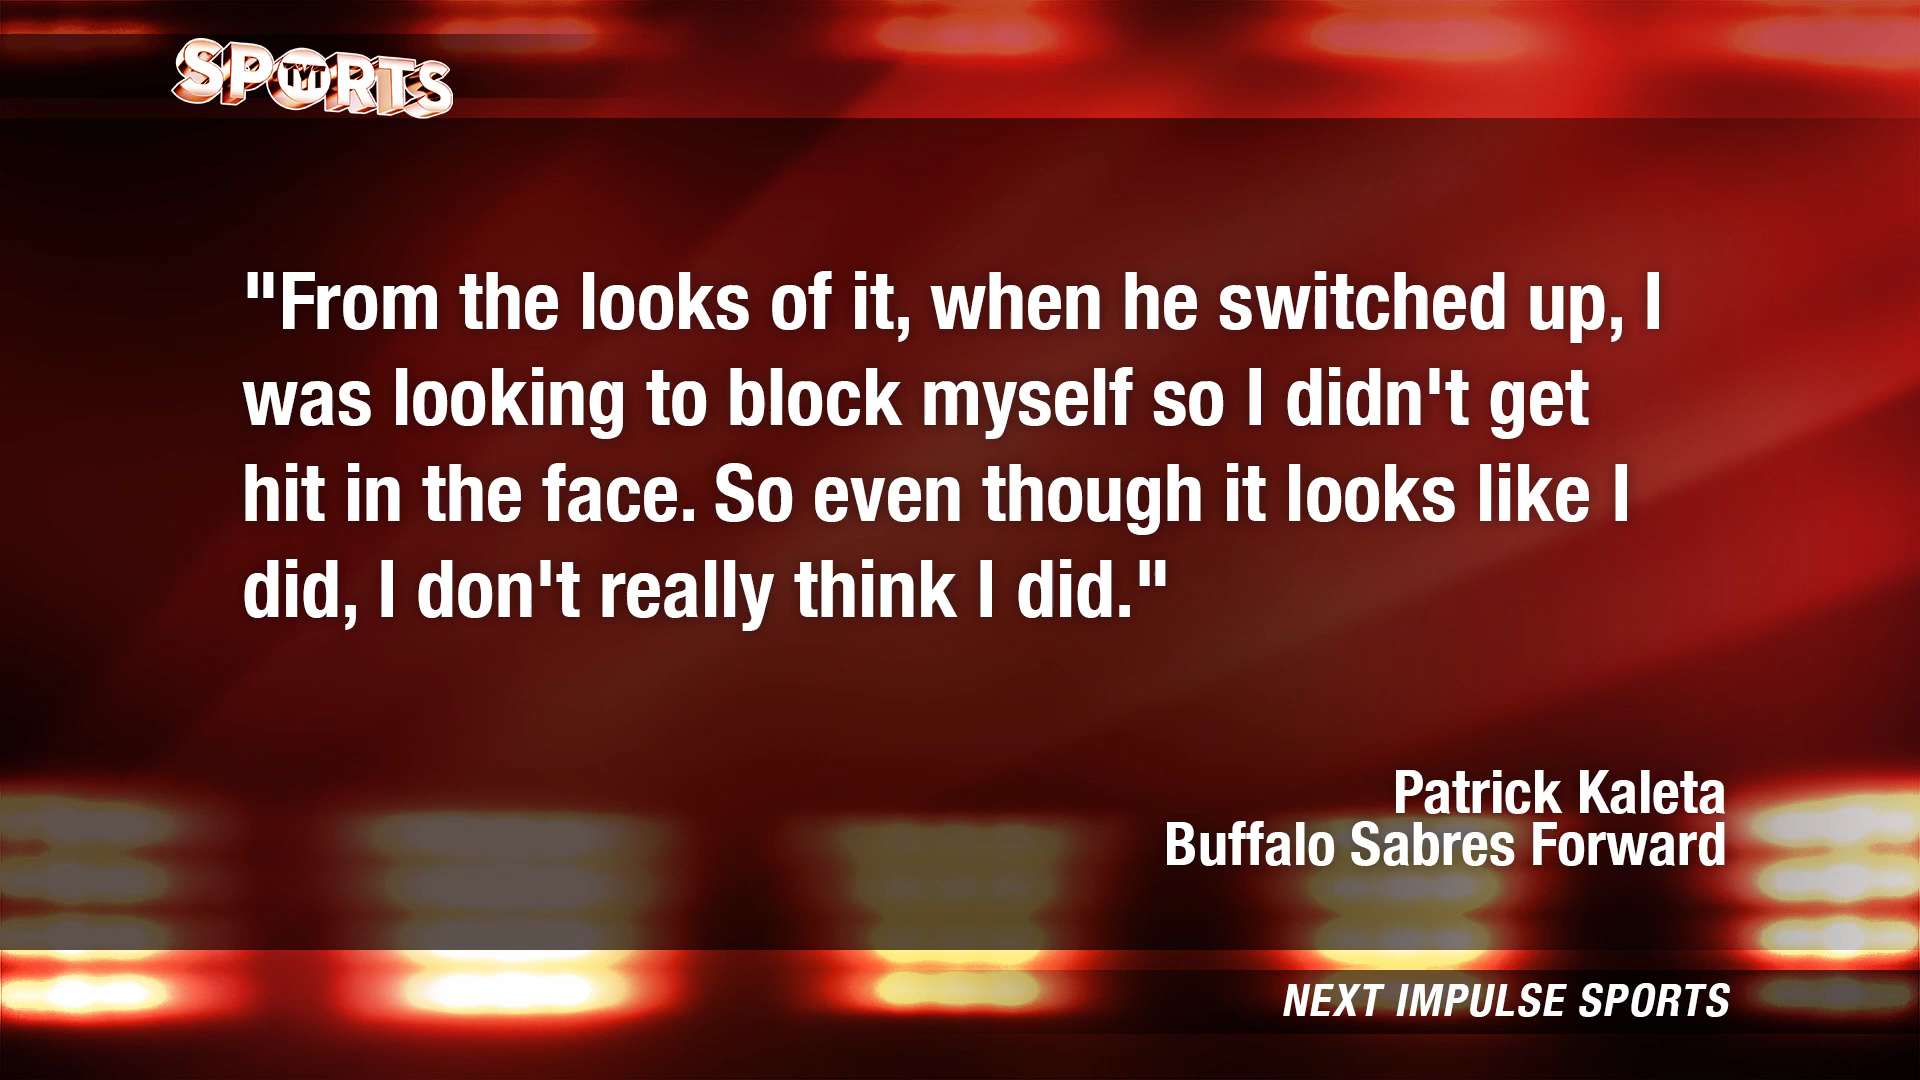 SPORTS
TYT
"From the looks of it, when he switched up, I
was looking to block myself so I didn't get
hit in the face. So even though it looks like I
did, I don't really think I did."
Patrick Kaleta
Buffalo Sabres Forward
NEXT IMPULSE SPORTS